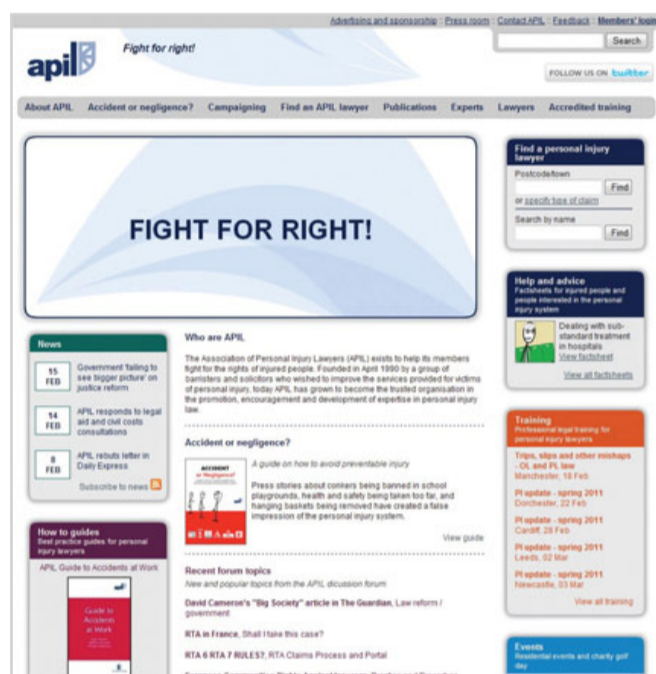 Advertising and sponsorship :: Press room :: Contact APIL :: Feedback :: Members' login
Search
apil
Fight for right!
FOLLOW US ON twitter
About APIL Accident or negligence? Campaigning Find an APIL lawyer Publications Experts Lawyers Accredited training
FIGHT FOR RIGHT!
Find a personal injury
lawyer
Postcode/town
Find
or specify type of claim
Search by name
Find
Help and advice
Factsheets for injured people and
people interested in the personal
injury system
Dealing with sub-
standard treatment
in hospitals
View factsheet
View all factsheets
News
15
FEB
Government 'failing to
see bigger picture' on
justice reform
14
FEB
APIL responds to legal
aid and civil costs
consultations
8
FEB
APIL rebuts letter in
Daily Express
Subscribe to news
Who are APIL
The Association of Personal Injury Lawyers (APIL) exists to help its members
fight for the rights of injured people. Founded in April 1990 by a group of
barristers and solicitors who wished to improve the services provided for victims
of personal injury, today APIL has grown to become the trusted organisation in
the promotion, encouragement and development of expertise in personal injury
law.
Accident or negligence?
ACCIDENT
or Negligence?
A guide on how to avoid preventable injury
Press stories about conkers being banned in school
playgrounds, health and safety being taken too far, and
hanging baskets being removed have created a false
impression of the personal injury system.
View guide
Training
Professional legal training for
personal injury lawyers
Trips, slips and other mishaps
- OL and PL law
Manchester, 18 Feb
PI update - spring 2011
Dorchester, 22 Feb
PI update - spring 2011
Cardiff, 28 Feb
PI update - spring 2011
Leeds, 02 Mar
PI update - spring 2011
Newcastle, 03 Mar
View all training
How to guides
Best practice guides for personal
injury lawyers
APIL Guide to Accidents at Work
Guide to
Accidents
at Work
Recent forum topics
New and popular topics from the APIL dicussion forum
David Cameron's "Big Society" article in The Guardian, Law reform /
government
RTA in France, Shall I take this case?
RTA 6 RTA 7 RULES?, RTA Claims Process and Portal
Events
Residential events and charity golf
day